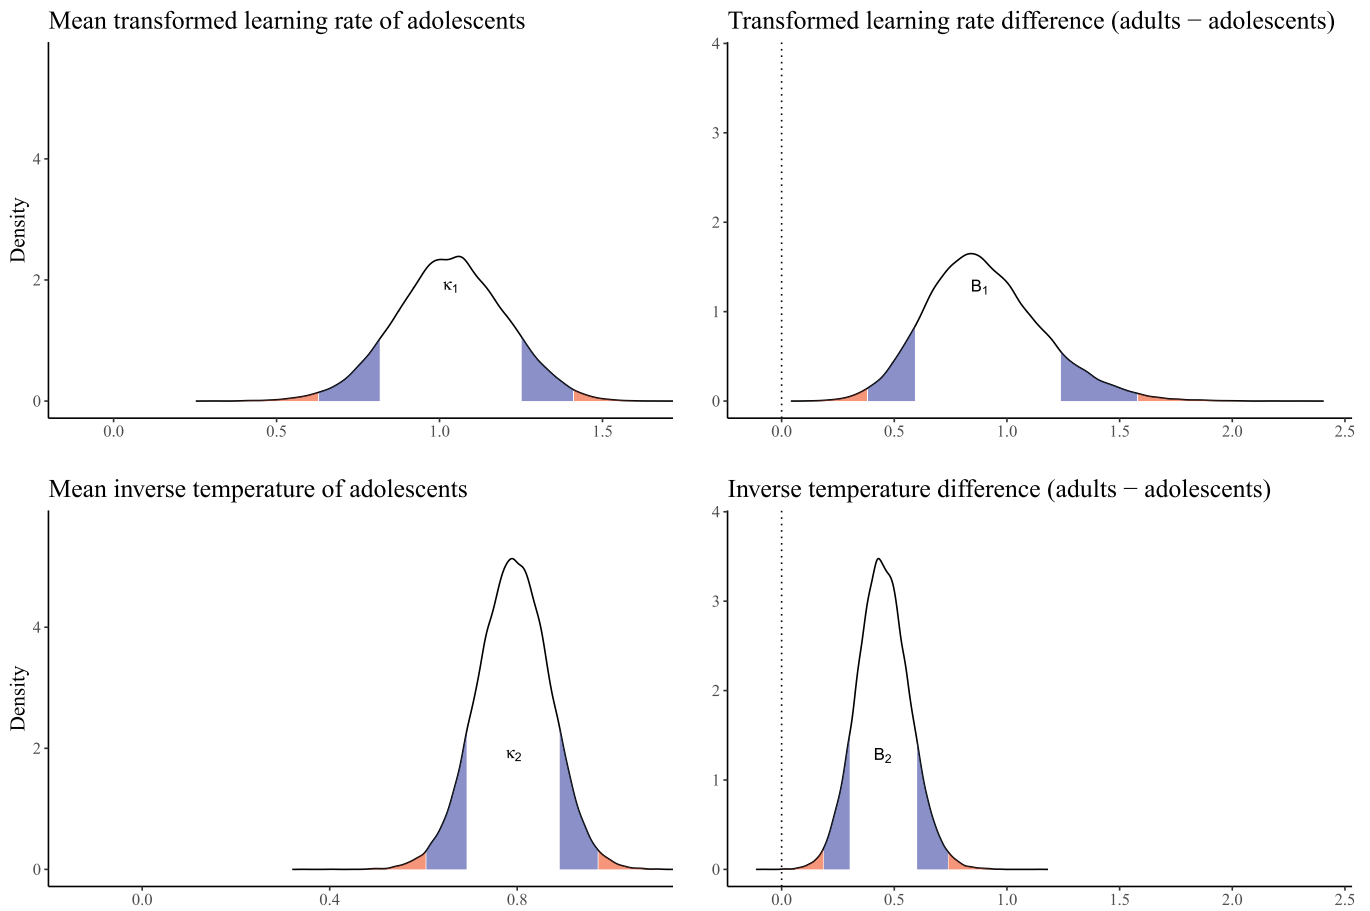 Mean transformed learning rate of adolescents
Transformed learning rate difference (adults − adolescents)
Density
4
2
0
0.0 0.5 1.0 1.5
κ1
4
3
2
1
0
0.0 0.5 1.0 1.5 2.0 2.5
B1
Mean inverse temperature of adolescents
Inverse temperature difference (adults − adolescents)
Density
4
2
0
0.0 0.4 0.8
κ2
4
3
2
1
0
0.0 0.5 1.0 1.5 2.0 2.5
B2